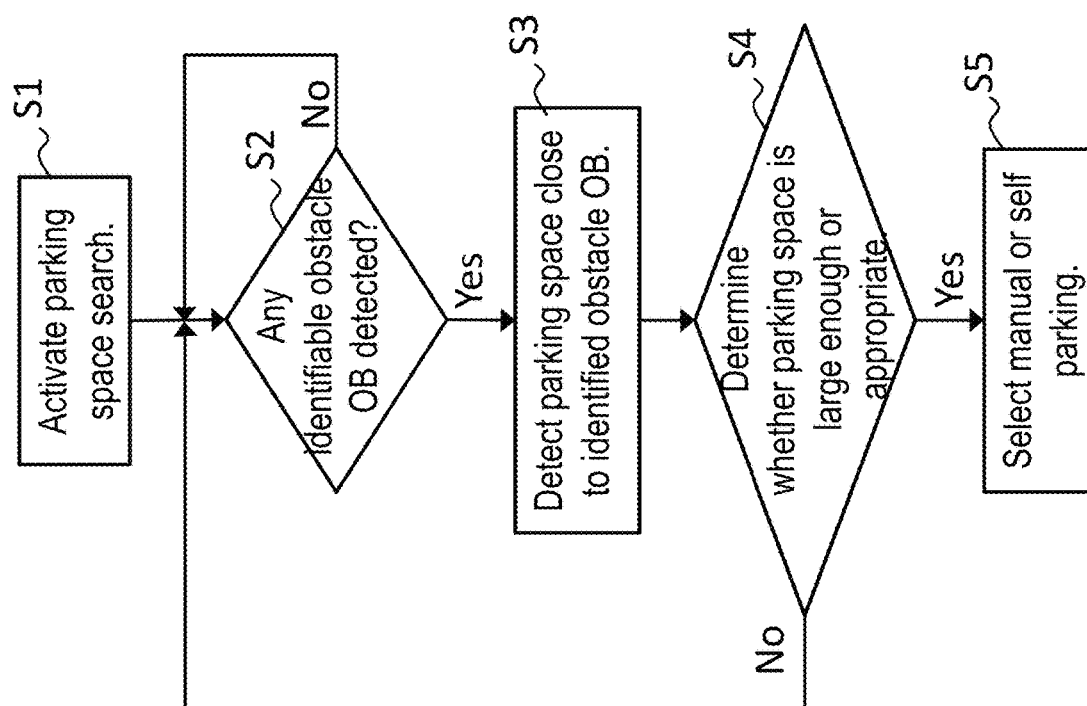 S1
Activate parking
space search.
S2
Any
identifiable obstacle
OB detected?
No
Yes
S3
Detect parking space close
to identified obstacle OB.
S4
Determine
whether parking space is
large enough or
appropriate.
No
Yes
S5
Select manual or self
parking.